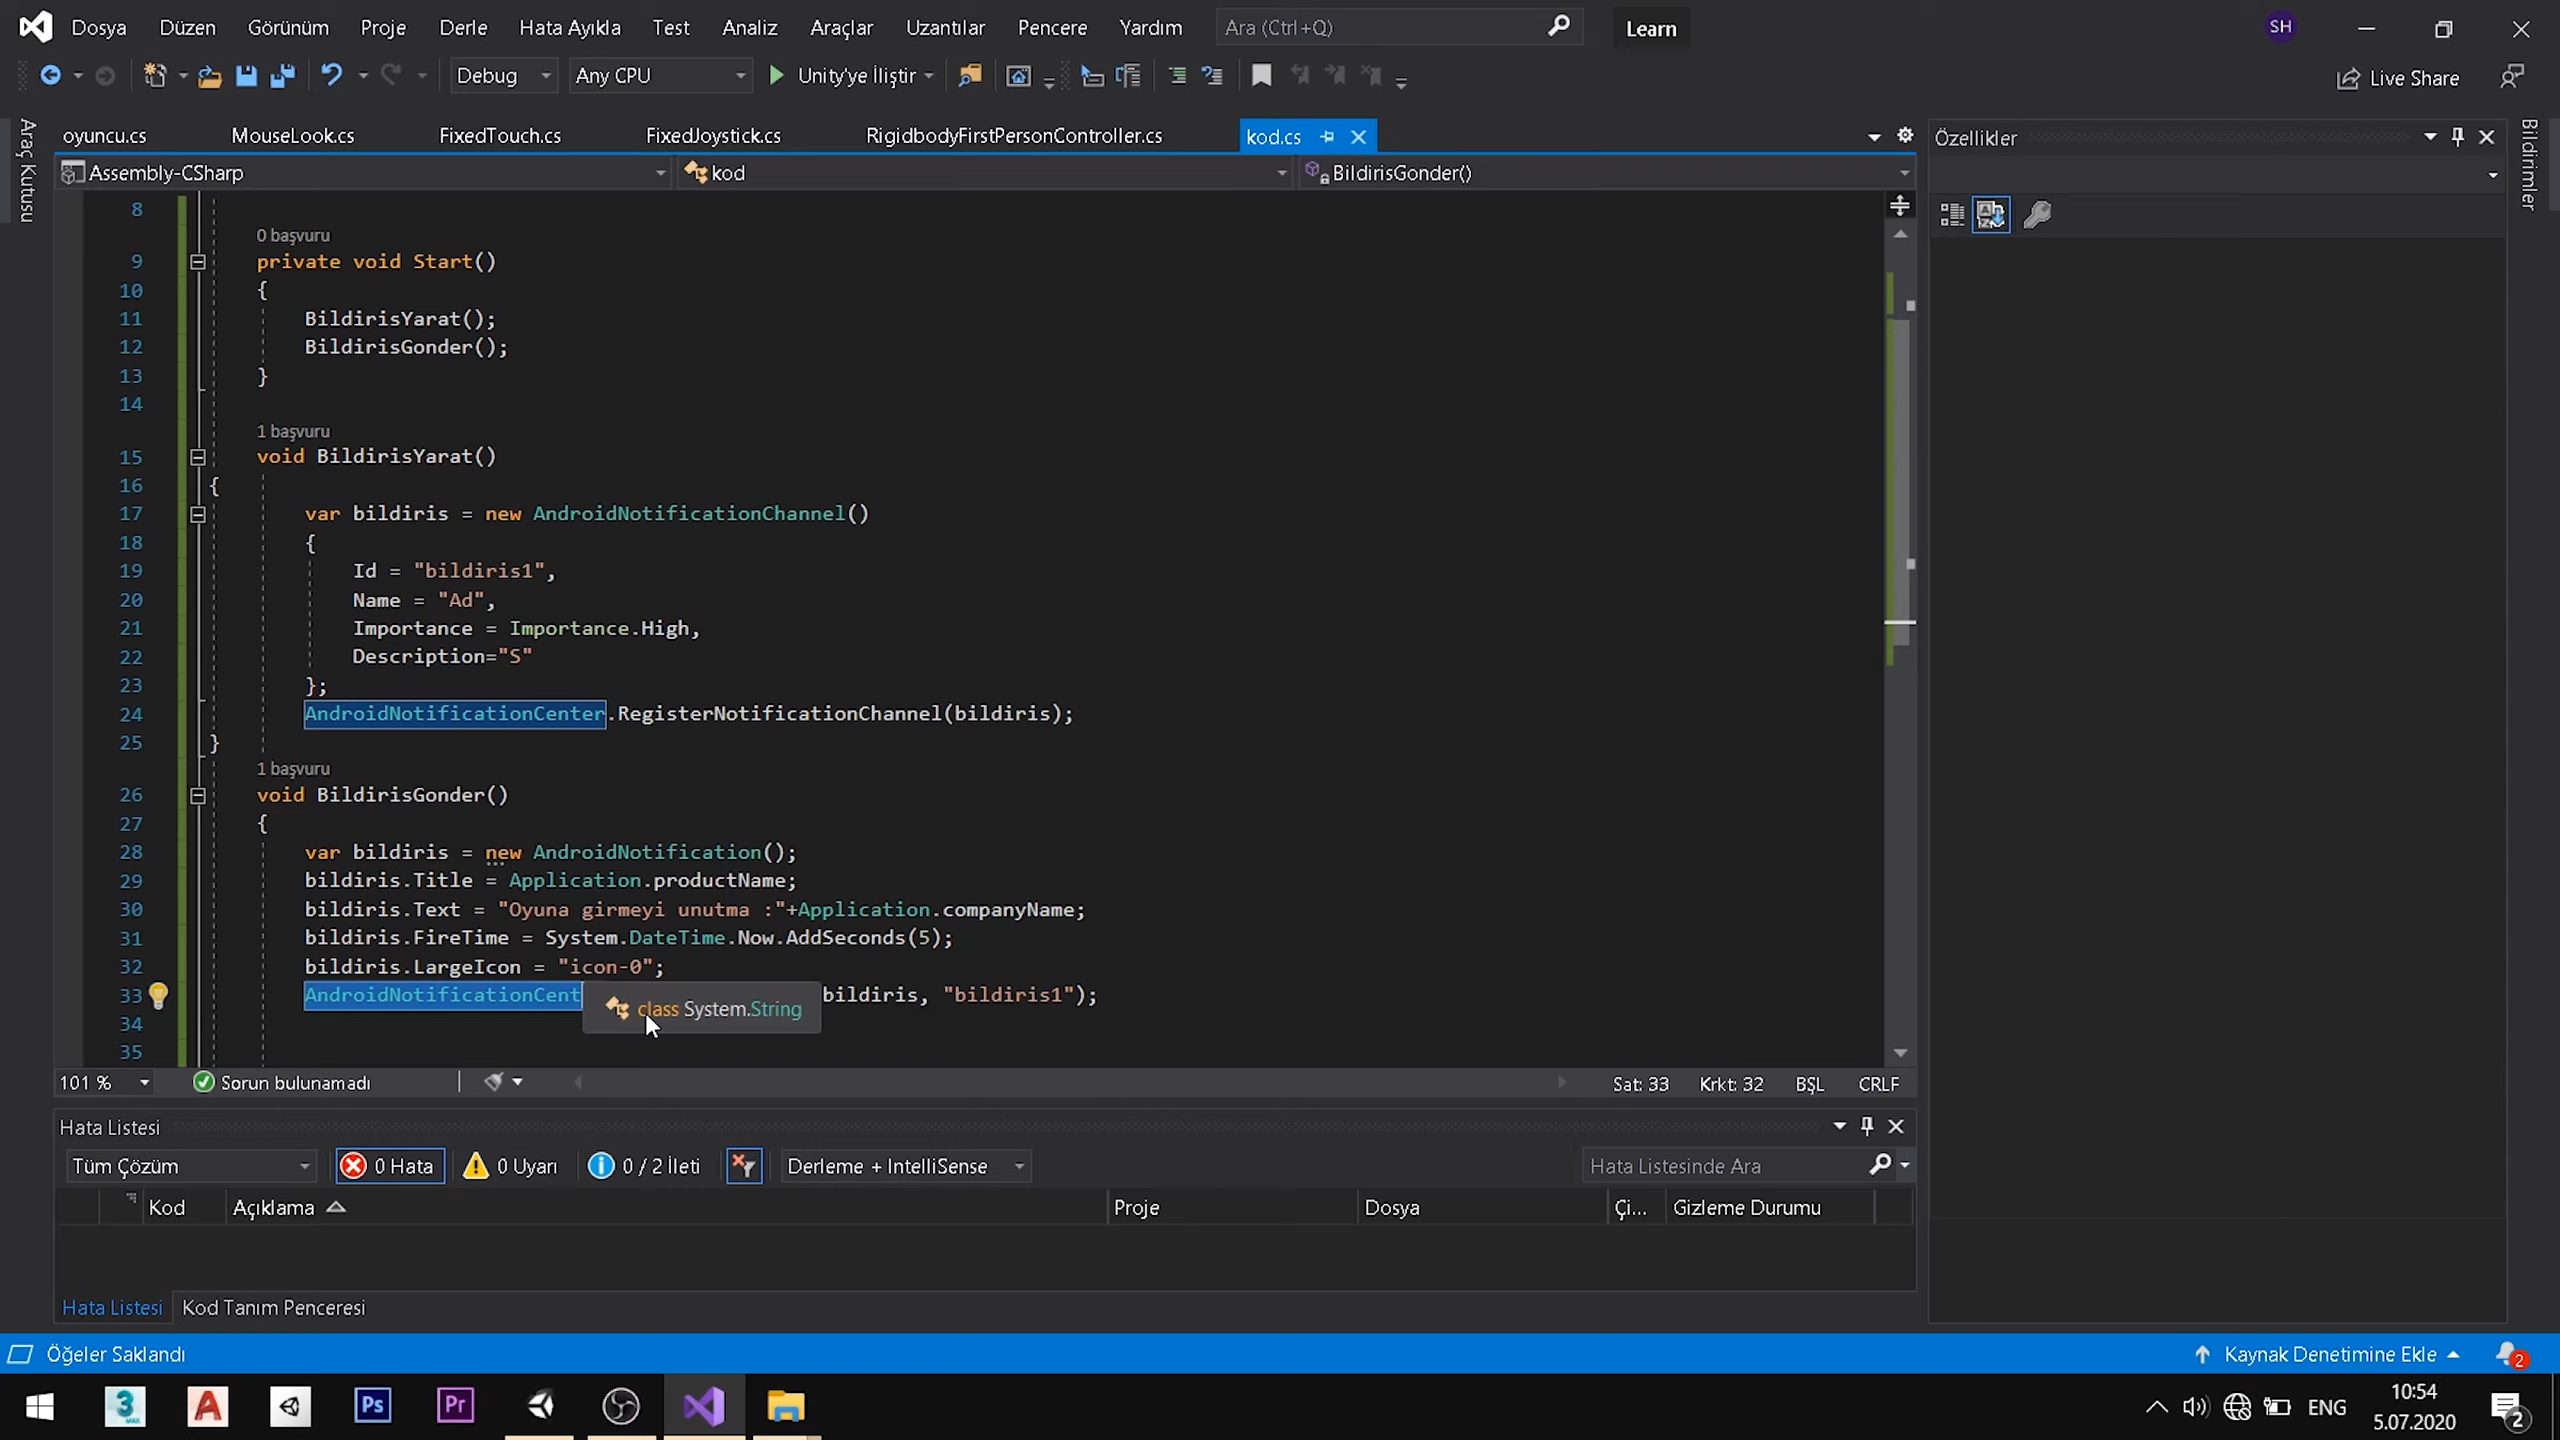 Dosya Düzen Görünüm Proje Derle Hata Ayıkla Test Analiz Araçlar Uzantılar Pencere Yardım Ara (Ctrl+Q) Learn SH
Debug Any CPU Unity'ye İliştir Live Share
Araç Kutusu
oyuncu.cs MouseLook.cs FixedTouch.cs FixedJoystick.cs RigidbodyFirstPersonController.cs kod.cs
Özellikler
Bildirimler
Assembly-CSharp kod BildirisGonder()
8
0 başvuru
9 private void Start()
10 {
11 BildirisYarat();
12 BildirisGonder();
13 }
14
1 başvuru
15 void BildirisYarat()
16 {
17 var bildiris = new AndroidNotificationChannel()
18 {
19 Id = "bildiris1",
20 Name = "Ad",
21 Importance = Importance.High,
22 Description="S"
23 };
24 AndroidNotificationCenter.RegisterNotificationChannel(bildiris);
25 }
1 başvuru
26 void BildirisGonder()
27 {
28 var bildiris = new AndroidNotification();
29 bildiris.Title = Application.productName;
30 bildiris.Text = "Oyuna girmeyi unutma :"+Application.companyName;
31 bildiris.FireTime = System.DateTime.Now.AddSeconds(5);
32 bildiris.LargeIcon = "icon-0";
33 AndroidNotificationCent bildiris, "bildiris1");
class System.String
34
35
101 % Sorun bulunamadı Sat: 33 Krkt: 32 BŞL CRLF
Hata Listesi
Tüm Çözüm 0 Hata 0 Uyarı 0 / 2 İleti Derleme + IntelliSense Hata Listesinde Ara
Kod Açıklama Proje Dosya Çi... Gizleme Durumu
Hata Listesi Kod Tanım Penceresi
Öğeler Saklandı Kaynak Denetimine Ekle 2
3 MAX A Ps Pr ENG 10:54
5.07.2020 2